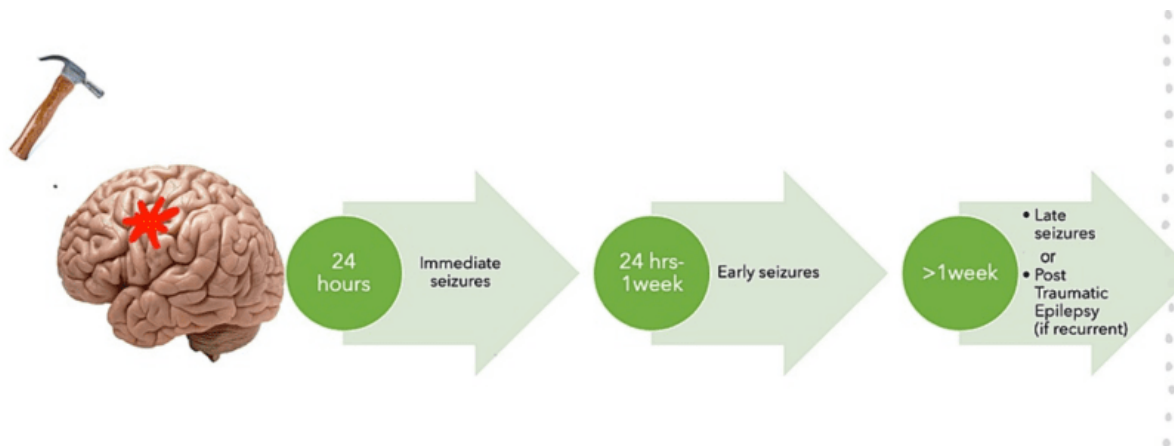 24
hours
Immediate
seizures
24 hrs-
1week
Early seizures
>1week
• Late
seizures
or
• Post
Traumatic
Epilepsy
(if recurrent)